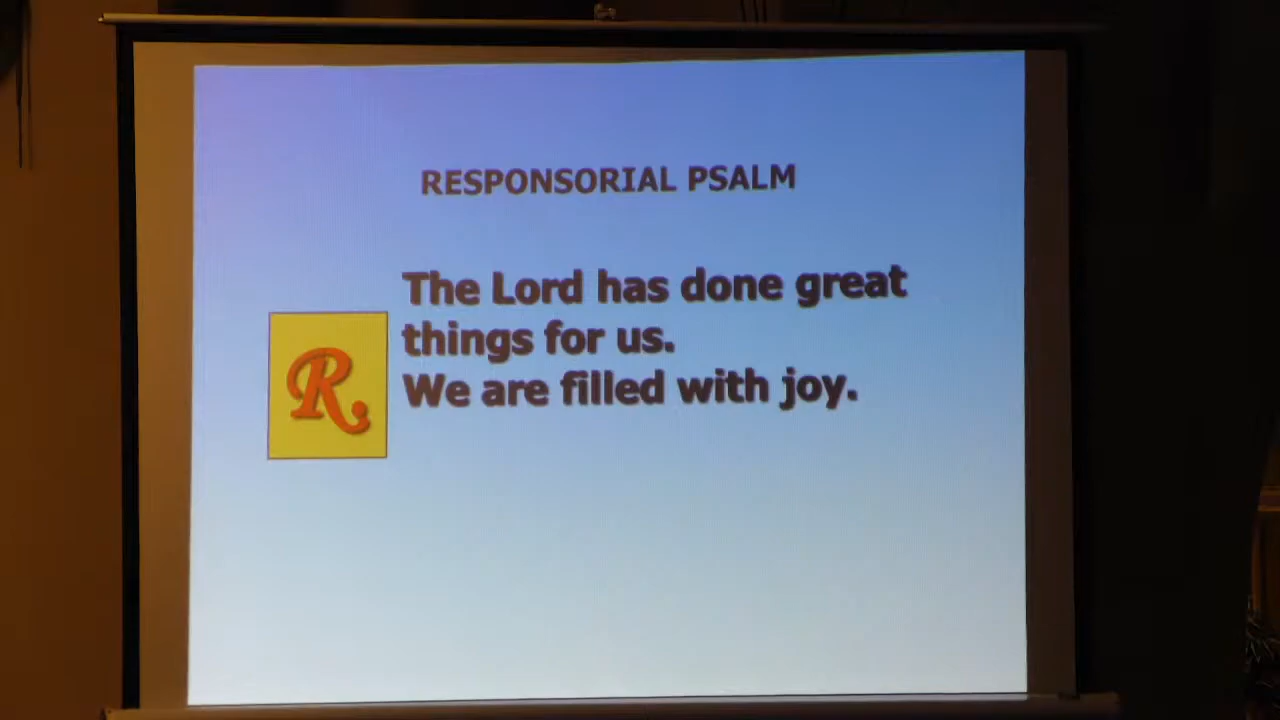 RESPONSORIAL PSALM
The Lord has done great
things for us.
We are filled with joy.
R.